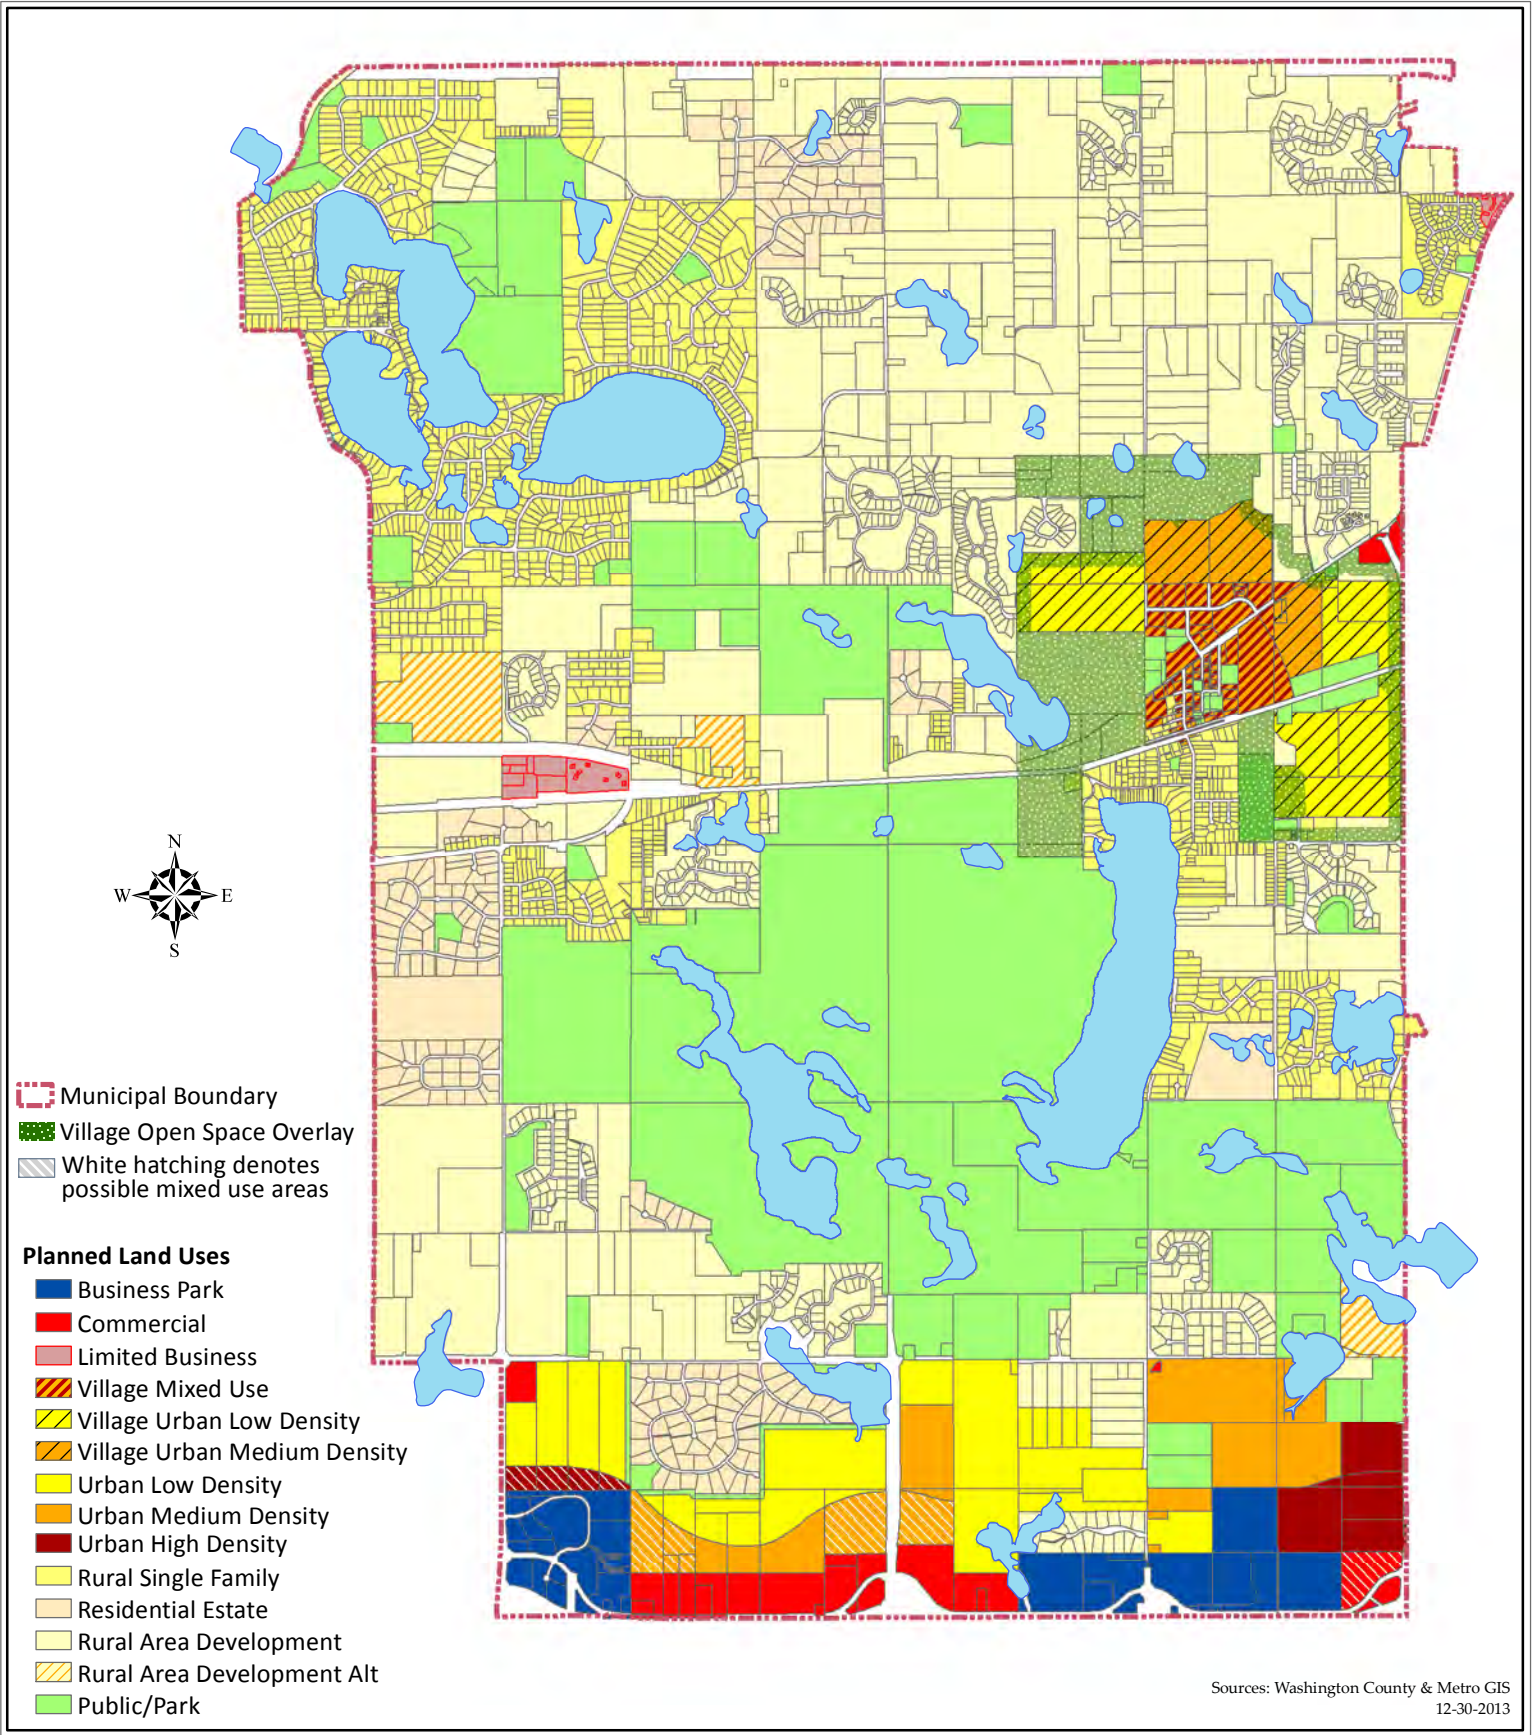 N
W E
S
Municipal Boundary
Village Open Space Overlay
White hatching denotes
possible mixed use areas
Planned Land Uses
Business Park
Commercial
Limited Business
Village Mixed Use
Village Urban Low Density
Village Urban Medium Density
Urban Low Density
Urban Medium Density
Urban High Density
Rural Single Family
Residential Estate
Rural Area Development
Rural Area Development Alt
Public/Park
Sources: Washington County & Metro GIS
12-30-2013